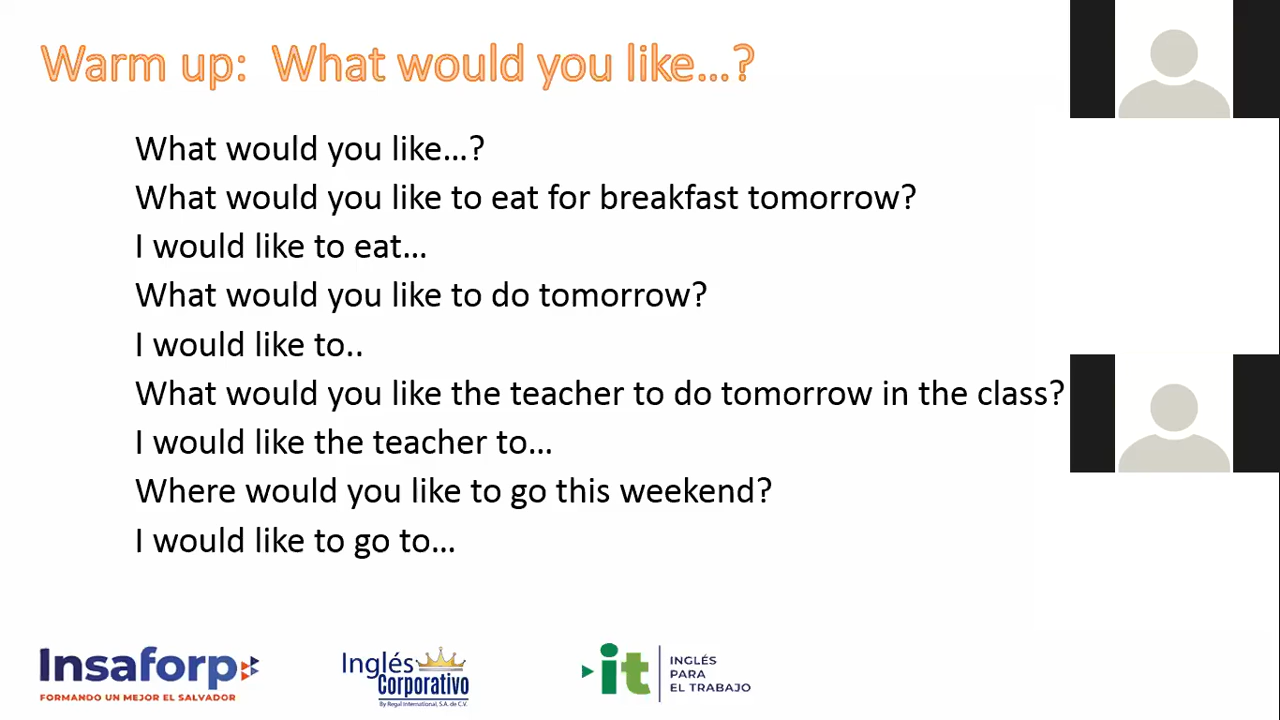 Warm up: What would you like...?
What would you like...?
What would you like to eat for breakfast tomorrow?
I would like to eat...
What would you like to do tomorrow?
I would like to..
What would you like the teacher to do tomorrow in the class?
I would like the teacher to...
Where would you like to go this weekend?
I would like to go to...
Insaforp
FORMANDO UN MEJOR EL SALVADOR
Inglés
Corporativo
By Regal International, S.A. de C.V.
it
INGLÉS
PARA
EL TRABAJO